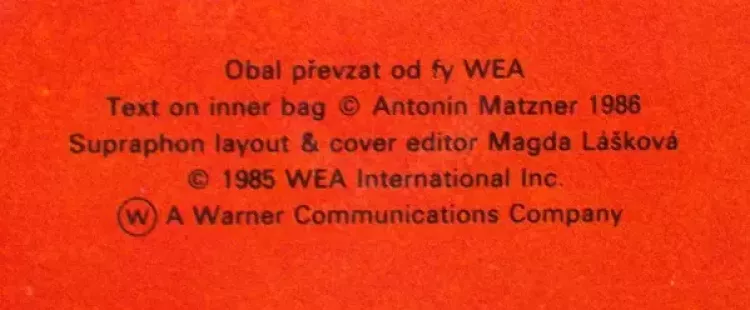 Obal převzat od fy WEA
Text on inner bag © Antonin Matzner 1986
Supraphon layout & cover editor Magda Lášková
© 1985 WEA International Inc.
W A Warner Communications Company